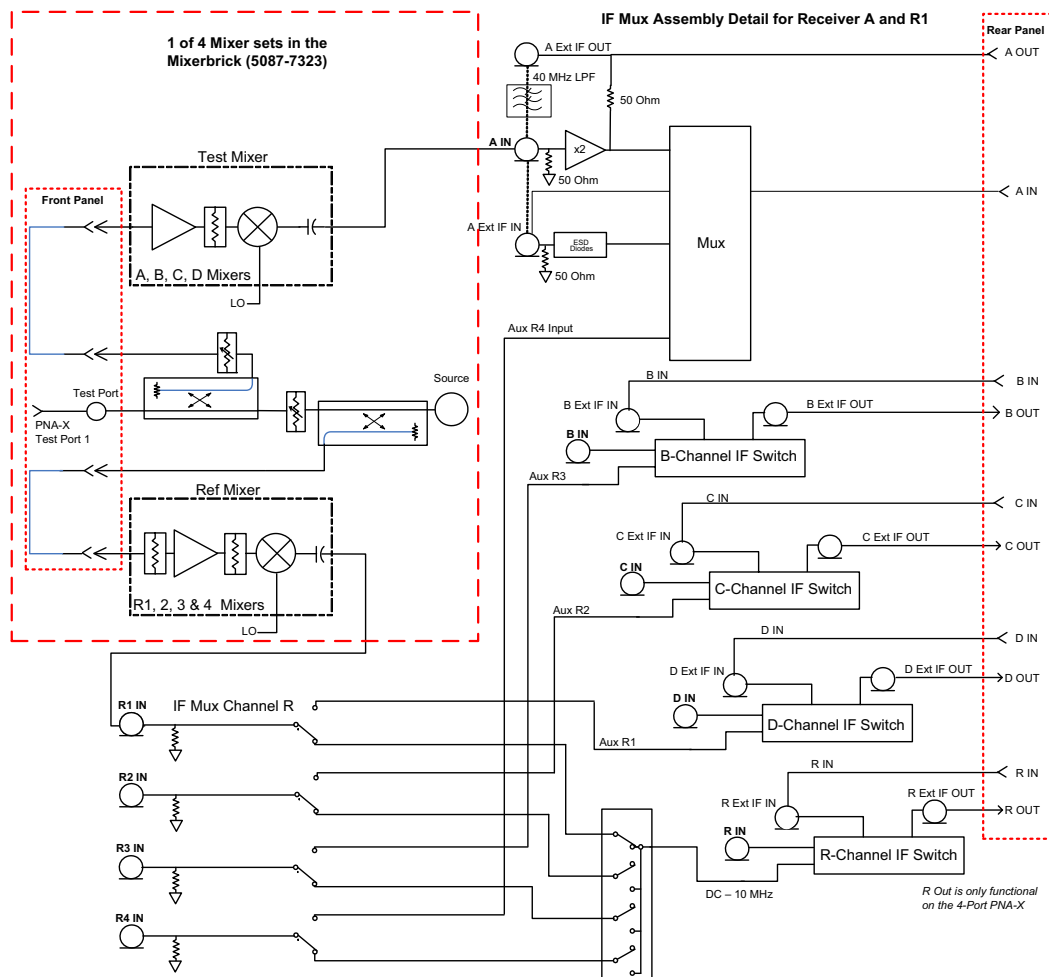 IF Mux Assembly Detail for Receiver A and R1
Rear Panel
1 of 4 Mixer sets in the
Mixerbrick (5087-7323)
A Ext IF OUT
A OUT
40 MHz LPF
50 Ohm
A IN
x2
50 Ohm
Test Mixer
Front Panel
A, B, C, D Mixers
LO
A Ext IF IN
ESD
Diodes
50 Ohm
Mux
A IN
Aux R4 Input
Source
Test Port
PNA-X
Test Port 1
B IN
B IN
B Ext IF IN
B Ext IF OUT
B OUT
B IN
B-Channel IF Switch
Aux R3
Ref Mixer
R1, 2, 3 & 4 Mixers
LO
C IN
C IN
C Ext IF IN
C Ext IF OUT
C OUT
C IN
C-Channel IF Switch
Aux R2
D IN
D IN
D Ext IF IN
D Ext IF OUT
D OUT
D IN
D-Channel IF Switch
Aux R1
R1 IN
IF Mux Channel R
R2 IN
R3 IN
R4 IN
R IN
R IN
R Ext IF IN
R Ext IF OUT
R OUT
R IN
R-Channel IF Switch
DC – 10 MHz
R Out is only functional
on the 4-Port PNA-X